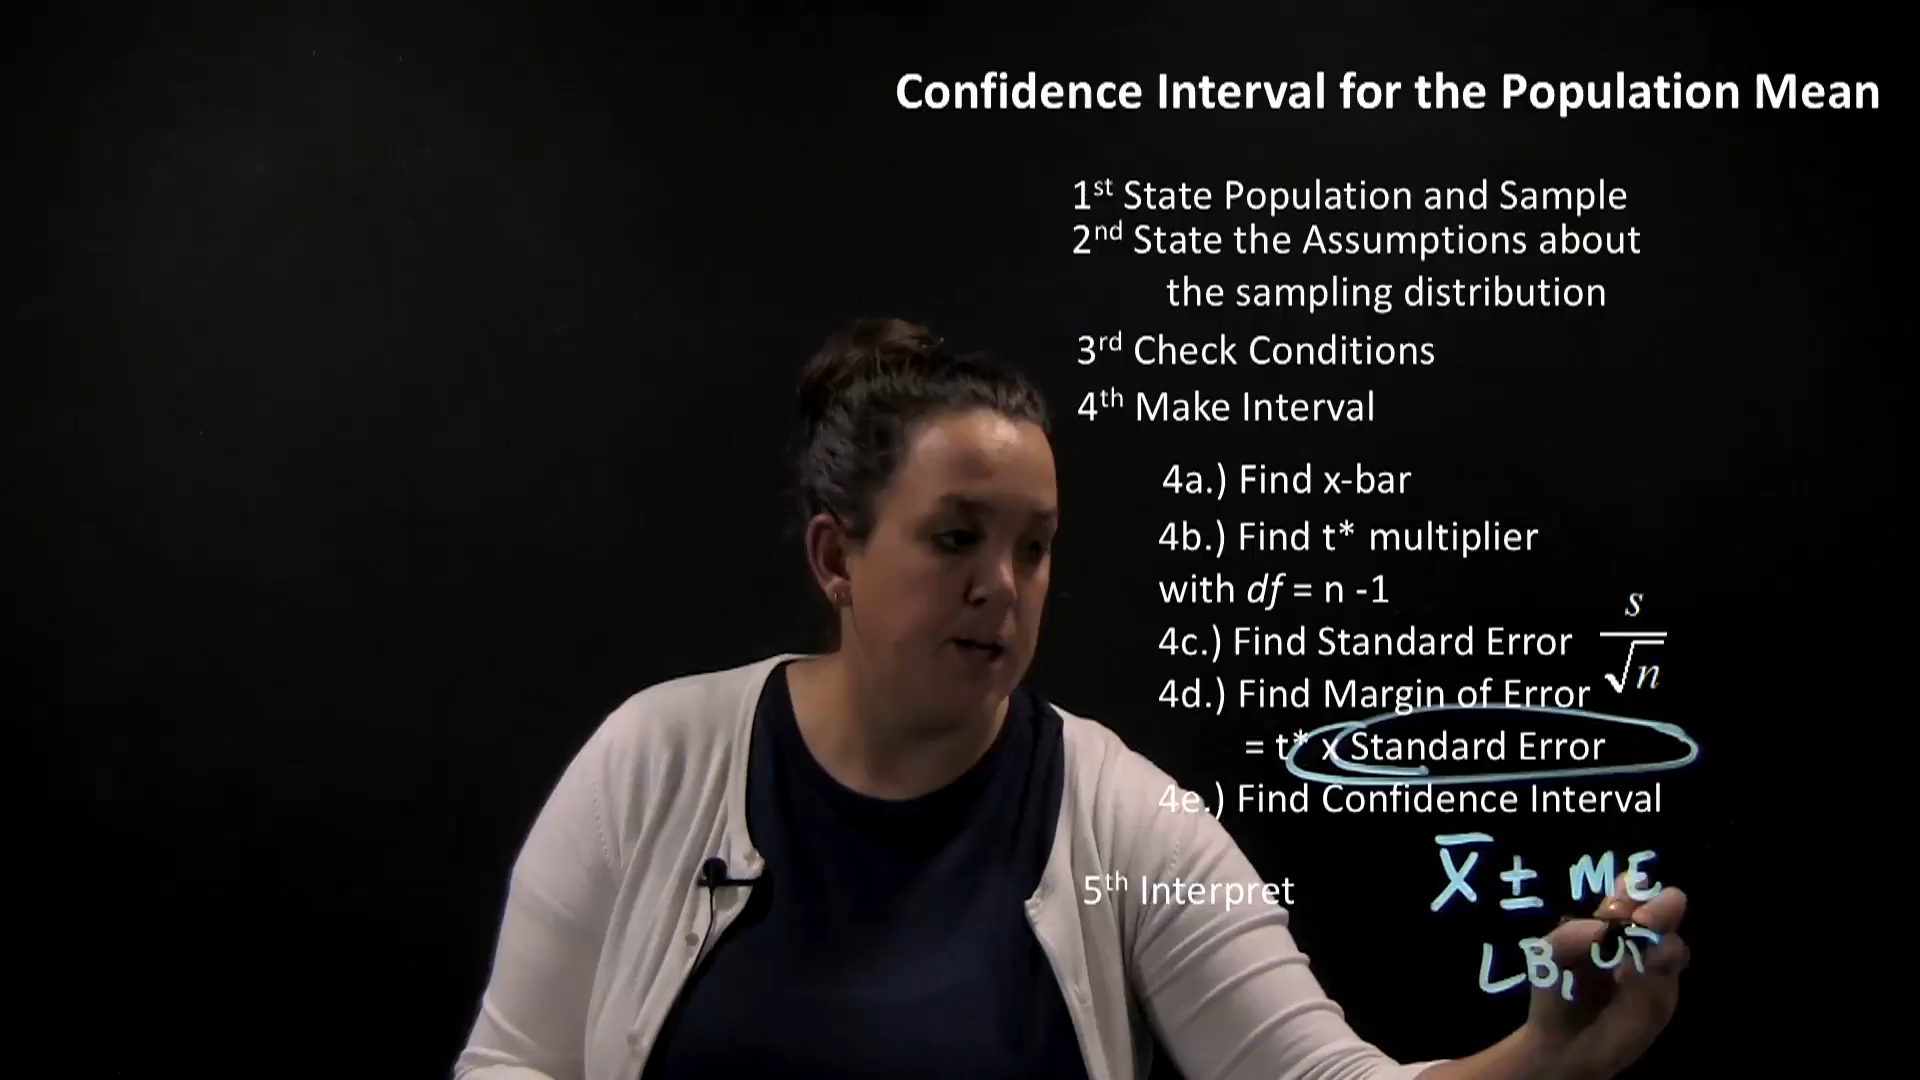 Confidence Interval for the Population Mean
1st State Population and Sample
2nd State the Assumptions about
the sampling distribution
3rd Check Conditions
4th Make Interval
4a.) Find x-bar
4b.) Find t* multiplier
with df = n -1
4c.) Find Standard Error s/√n
4d.) Find Margin of Error
= t* x Standard Error
4e.) Find Confidence Interval
X̄ ± ME
5th Interpret
LB,